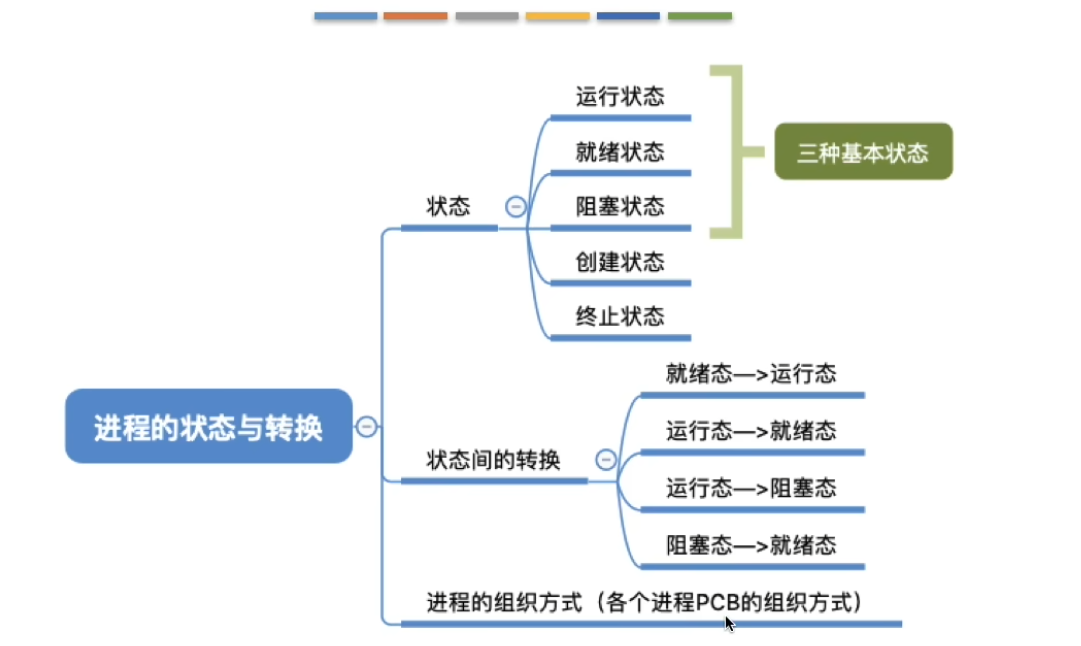 运行状态
就绪状态
三种基本状态
阻塞状态
状态
创建状态
终止状态
就绪态—>运行态
进程的状态与转换
运行态—>就绪态
状态间的转换
运行态—>阻塞态
阻塞态—>就绪态
进程的组织方式（各个进程PCB的组织方式）